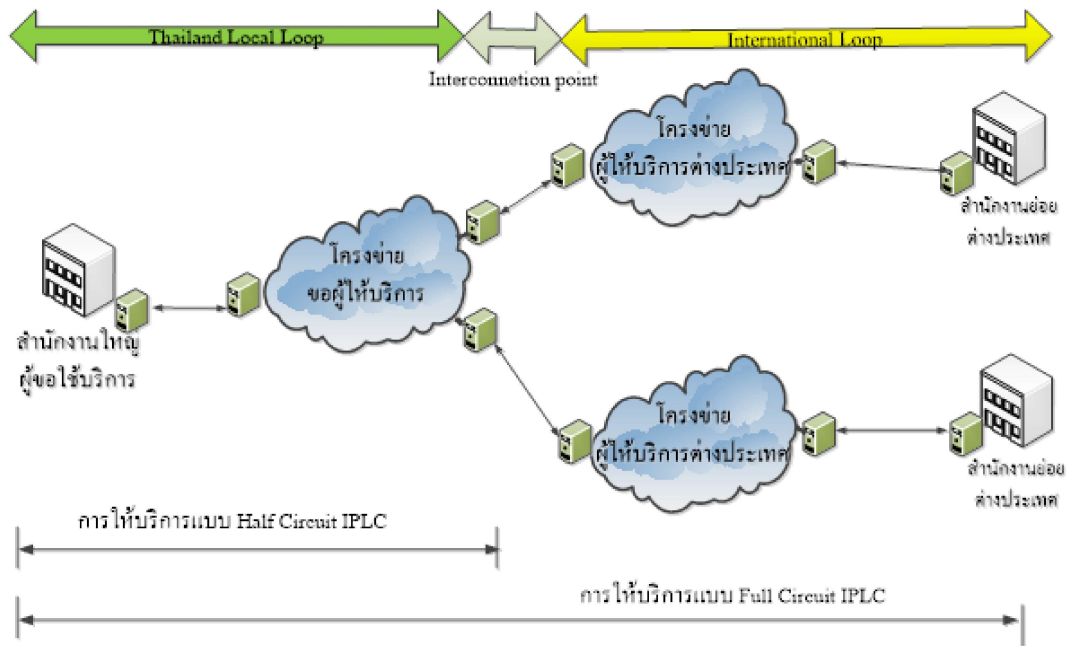 Thailand Local Loop
International Loop
Interconnetion point
โครงข่าย
ผู้ให้บริการต่างประเทศ
สำนักงานย่อย
ต่างประเทศ
โครงข่าย
ขอผู้ให้บริการ
สำนักงานใหญ่
ผู้ขอใช้บริการ
โครงข่าย
ผู้ให้บริการต่างประเทศ
สำนักงานย่อย
ต่างประเทศ
การให้บริการแบบ Half Circuit IPLC
การให้บริการแบบ Full Circuit IPLC